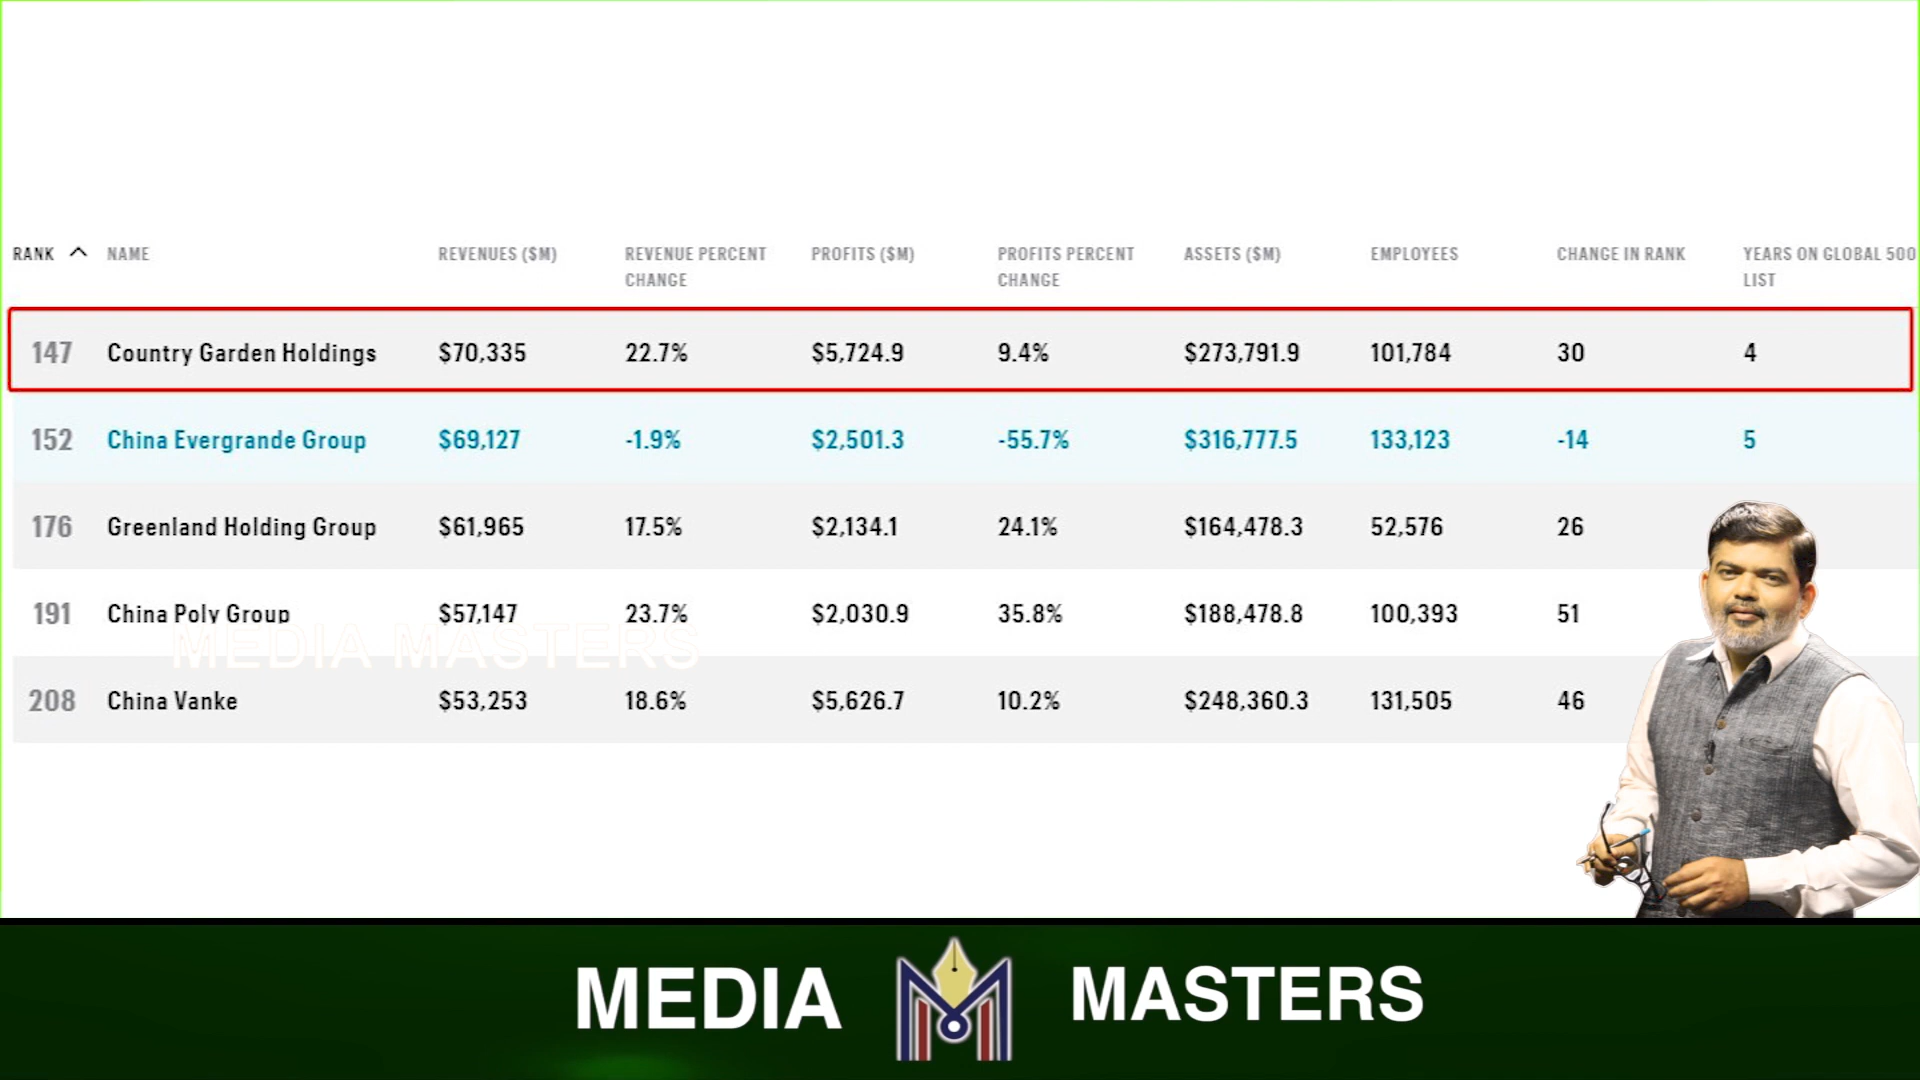 RANK NAME REVENUES ($M) REVENUE PERCENT PROFITS ($M) PROFITS PERCENT ASSETS ($M) EMPLOYEES CHANGE IN RANK YEARS ON GLOBAL 500
CHANGE CHANGE LIST
147 Country Garden Holdings $70,335 22.7% $5,724.9 9.4% $273,791.9 101,784 30 4
152 China Evergrande Group $69,127 -1.9% $2,501.3 -55.7% $316,777.5 133,123 -14 5
176 Greenland Holding Group $61,965 17.5% $2,134.1 24.1% $164,478.3 52,576 26
191 China Poly Group $57,147 23.7% $2,030.9 35.8% $188,478.8 100,393 51
MEDIA MASTERS
208 China Vanke $53,253 18.6% $5,626.7 10.2% $248,360.3 131,505 46
MEDIA MASTERS